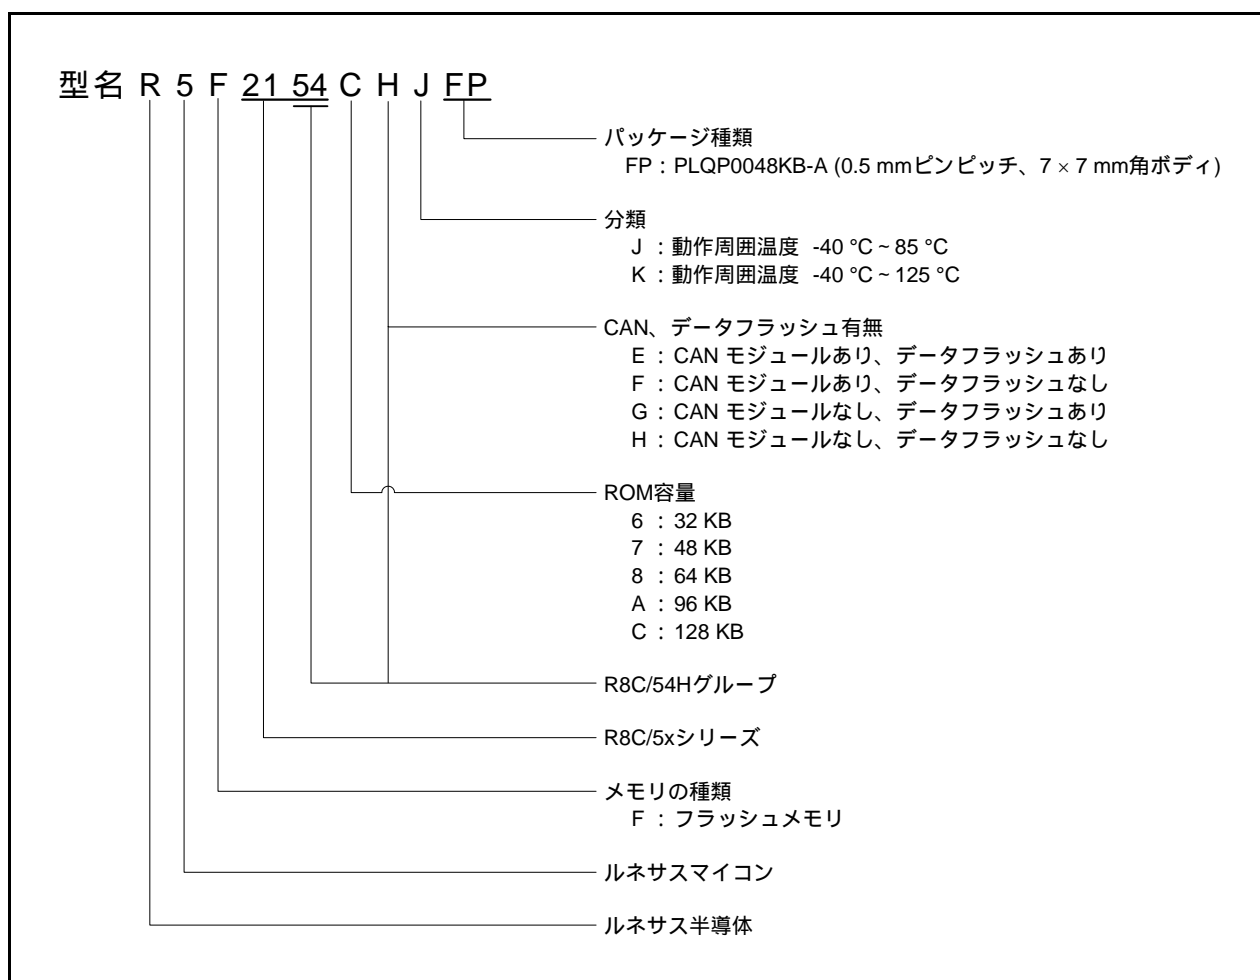 型名 R 5 F 21 54 C H J FP
パッケージ種類
FP : PLQP0048KB-A (0.5 mmピンピッチ、7 × 7 mm角ボディ)
分類
J : 動作周囲温度 -40 °C ~ 85 °C
K : 動作周囲温度 -40 °C ~ 125 °C
CAN、データフラッシュ有無
E : CAN モジュールあり、データフラッシュあり
F : CAN モジュールあり、データフラッシュなし
G : CAN モジュールなし、データフラッシュあり
H : CAN モジュールなし、データフラッシュなし
ROM容量
6 : 32 KB
7 : 48 KB
8 : 64 KB
A : 96 KB
C : 128 KB
R8C/54Hグループ
R8C/5xシリーズ
メモリの種類
F : フラッシュメモリ
ルネサスマイコン
ルネサス半導体